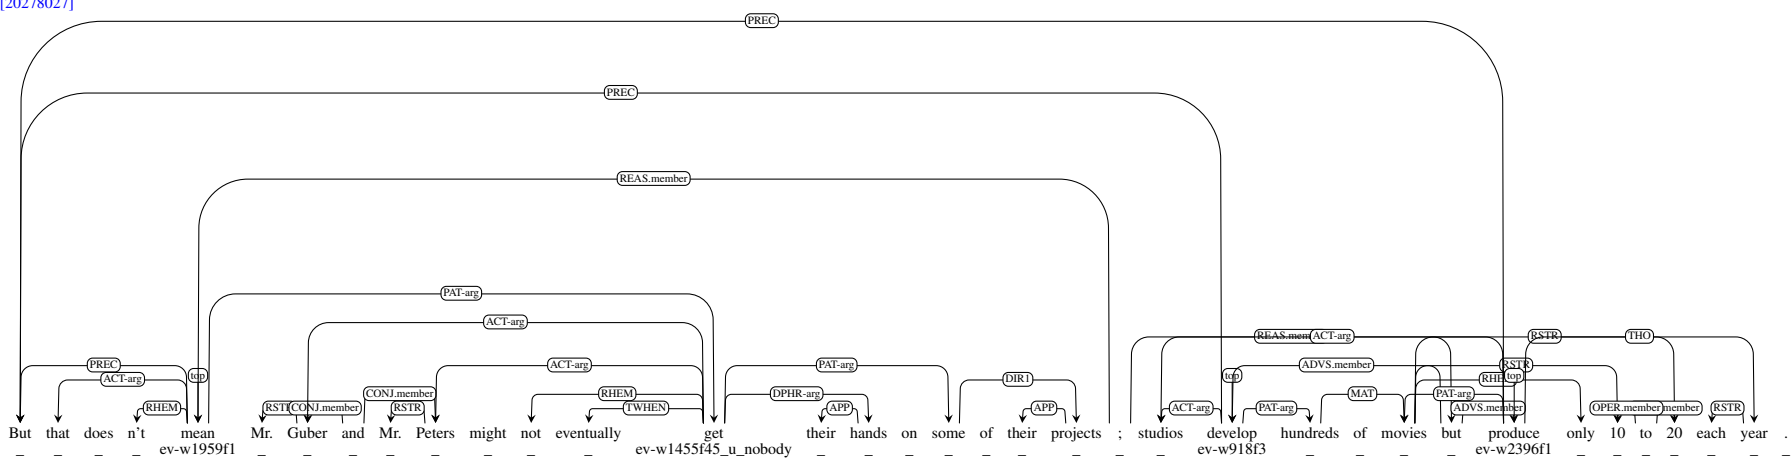 [20278027]
PREC
PREC
REAS.member
PAT-arg
ACT-arg
REAS.mem ACT-arg RSTR THO
PREC ACT-arg PAT-arg ADVS.member RSTR
ACT-arg top DIR1 top RHE top
CONJ.member RHEM DPHR-arg MAT PAT-arg
RHEM RST CONJ.member RSTR TWHEN APP APP ACT-arg PAT-arg ADVS.member OPER.member member RSTR
But that does n't mean Mr. Guber and Mr. Peters might not eventually get their hands on some of their projects ; studios develop hundreds of movies but produce only 10 to 20 each year .
_ _ _ _ ev-w1959f1 _ _ _ _ _ _ _ _ ev-w1455f45_u_nobody _ _ _ _ _ _ _ _ _ ev-w918f3 _ _ _ _ ev-w2396f1 _ _ _ _ _ _ _